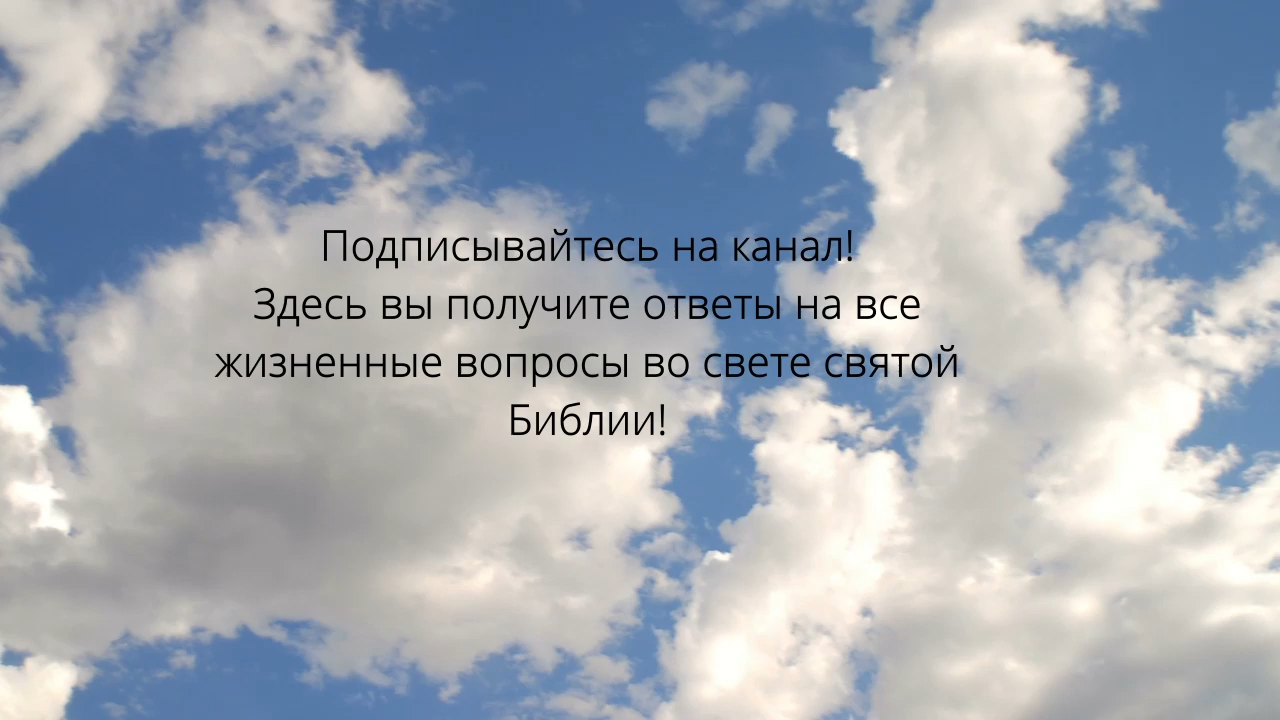 Подписывайтесь на канал!
Здесь вы получите ответы на все
жизненные вопросы во свете святой
Библии!